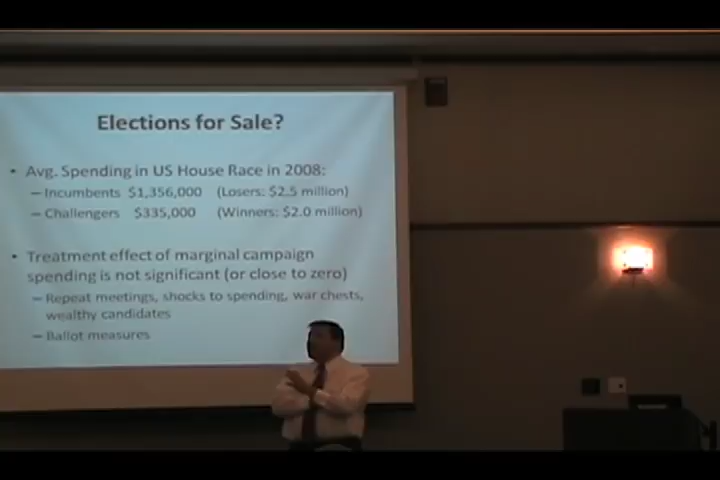 Elections for Sale?
• Avg. Spending in US House Race in 2008:
– Incumbents $1,356,000 (Losers: $2.5 million)
– Challengers $335,000 (Winners: $2.0 million)
• Treatment effect of marginal campaign
spending is not significant (or close to zero)
– Repeat meetings, shocks to spending, war chests,
wealthy candidates
– Ballot measures